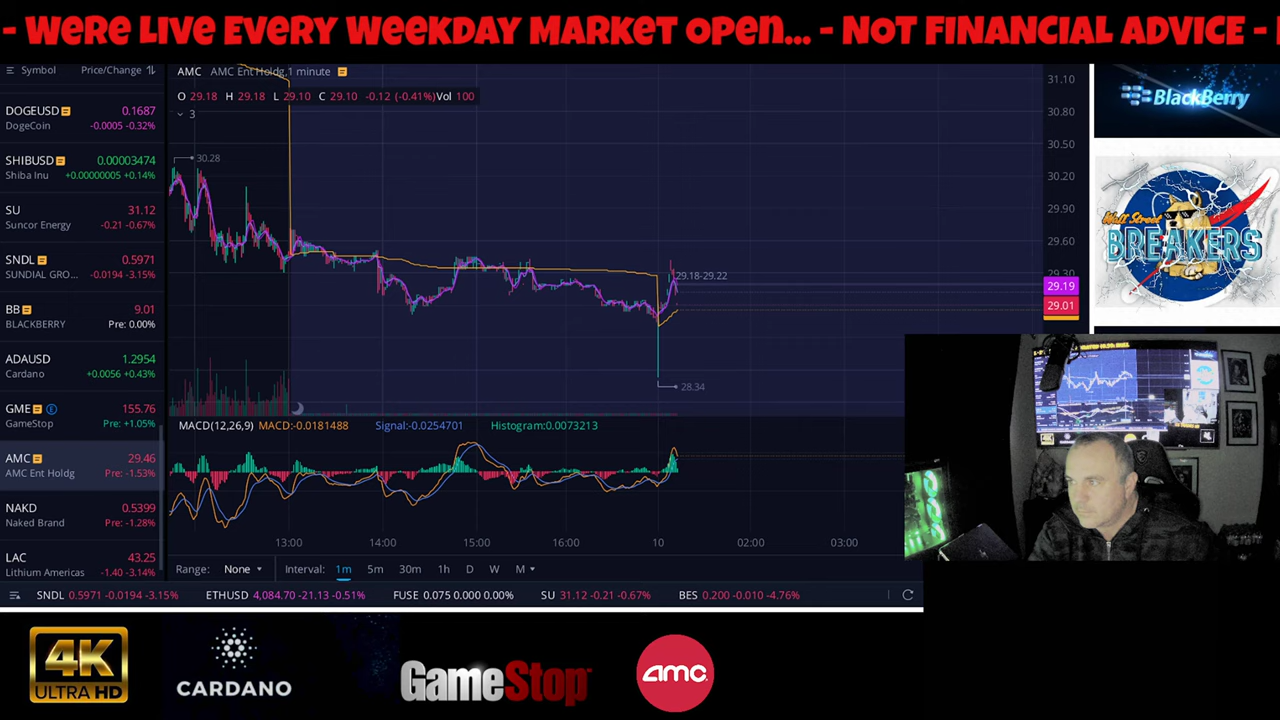 - WERE LIVE EVERY WEEKDAY MARKET OPEN... - NOT FINANCIAL ADVICE -
Symbol Price/Change
DOGEUSD 0.1687
DogeCoin -0.0005 -0.32%
SHIBUSD 0.00003474
Shiba Inu +0.00000005 +0.14%
SU 31.12
Suncor Energy -0.21 -0.67%
SNDL 0.5971
SUNDIAL GRO... -0.0194 -3.15%
BB 9.01
BLACKBERRY Pre: 0.00%
ADAUSD 1.2954
Cardano +0.0056 +0.43%
GME E 155.76
GameStop Pre: +1.05%
AMC 29.46
AMC Ent Holdg Pre: -1.53%
NAKD 0.5399
Naked Brand Pre: -1.28%
LAC 43.25
Lithium Americas -1.40 -3.14%
AMC AMC Ent Holdg.1 minute
O 29.18 H 29.18 L 29.10 C 29.10 -0.12 (-0.41%) Vol 100
3
30.28
29.18-29.22
28.34
31.10
30.80
30.50
30.20
29.90
29.60
29.30
29.19
29.01
MACD(12,26,9) MACD:-0.0181488 Signal:-0.0254701 Histogram:0.0073213
13:00 14:00 15:00 16:00 10 02:00 03:00
Range: None Interval: 1m 5m 30m 1h D W M
SNDL 0.5971 -0.0194 -3.15% ETHUSD 4,084.70 -21.13 -0.51% FUSE 0.075 0.000 0.00% SU 31.12 -0.21 -0.67% BES 0.200 -0.010 -4.76%
BlackBerry
Wall Street
BREAKERS
4K
ULTRA HD
CARDANO
GameStop
amc